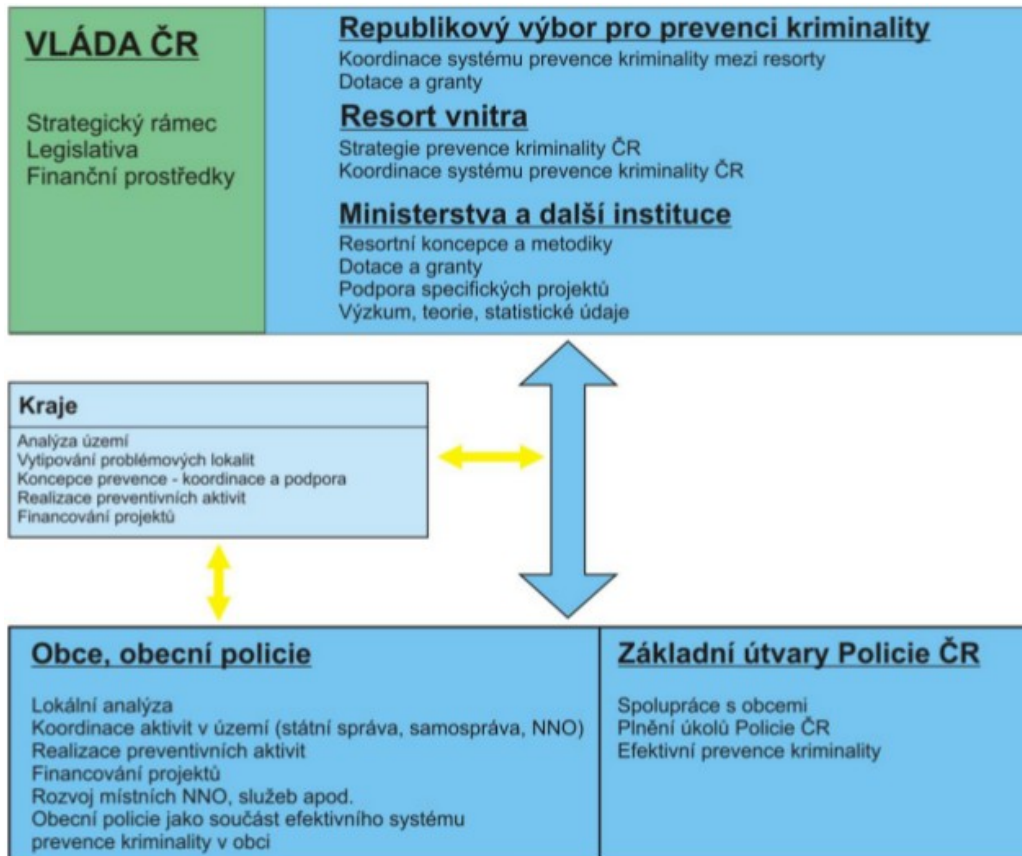 VLÁDA ČR
Strategický rámec
Legislativa
Finanční prostředky
Republikový výbor pro prevenci kriminality
Koordinace systému prevence kriminality mezi resorty
Dotace a granty
Resort vnitra
Strategie prevence kriminality ČR
Koordinace systému prevence kriminality ČR
Ministerstva a další instituce
Resortní koncepce a metodiky
Dotace a granty
Podpora specifických projektů
Výzkum, teorie, statistické údaje
Kraje
Analýza území
Vytipování problémových lokalit
Koncepce prevence - koordinace a podpora
Realizace preventivních aktivit
Financování projektů
Obce, obecní policie
Lokální analýza
Koordinace aktivit v území (státní správa, samospráva, NNO)
Realizace preventivních aktivit
Financování projektů
Rozvoj místních NNO, služeb apod.
Obecní policie jako součást efektivního systému
prevence kriminality v obci
Základní útvary Policie ČR
Spolupráce s obcemi
Plnění úkolů Policie ČR
Efektivní prevence kriminality